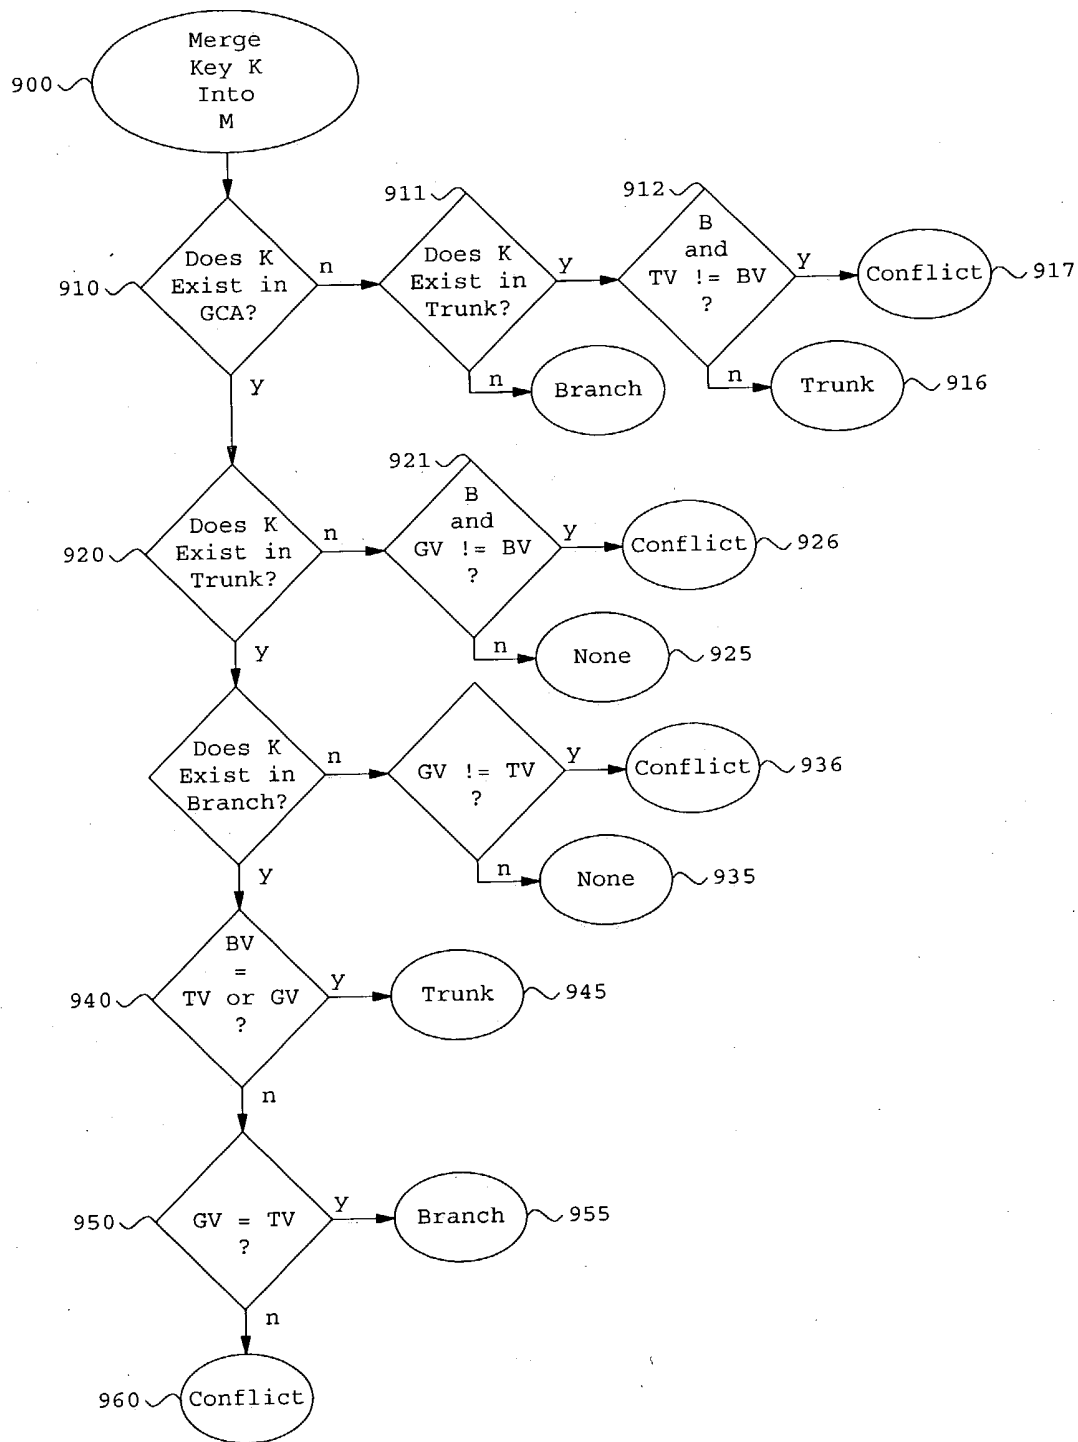 Merge
Key K
Into
M
900
911
912
Does K
Exist in
GCA?
910
n
Does K
Exist in
Trunk?
y
B
and
TV != BV
?
y
Conflict
917
y
n
Branch
n
Trunk
916
921
Does K
Exist in
Trunk?
920
n
B
and
GV != BV
?
y
Conflict
926
y
n
None
925
Does K
Exist in
Branch?
n
GV != TV
?
y
Conflict
936
y
n
None
935
BV
=
TV or GV
?
940
y
Trunk
945
n
GV = TV
?
950
y
Branch
955
n
Conflict
960